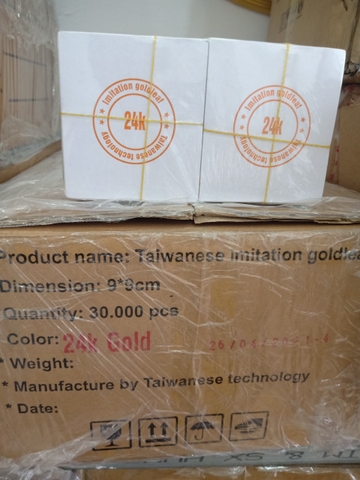 Imitation goldleaf
24k
Taiwanese technology
Imitation goldleaf
24k
Taiwanese technology
Product name: Taiwanese Imitation goldlea
Dimension: 9*9cm
Quantity: 30.000 pcs
Color: 24k Gold
* Weight:
* Manufacture by Taiwanese technology
* Date: